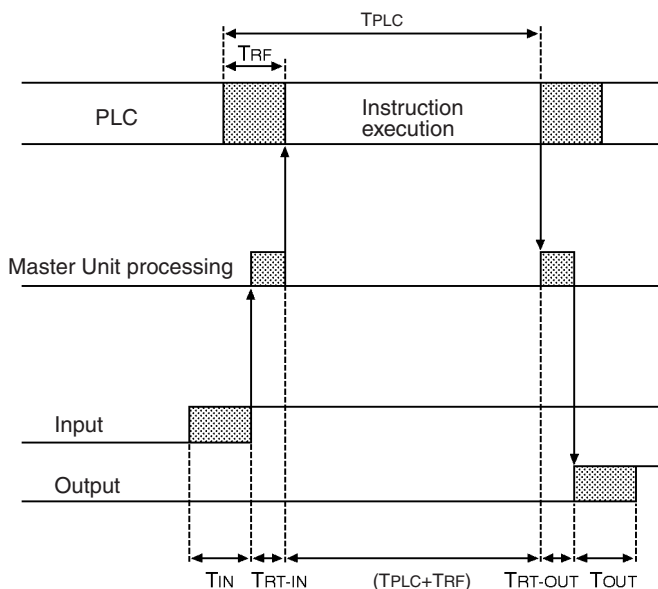 TPLC
TRF
PLC
Instruction
execution
Master Unit processing
Input
Output
TIN TRT-IN (TPLC+TRF) TRT-OUT TOUT